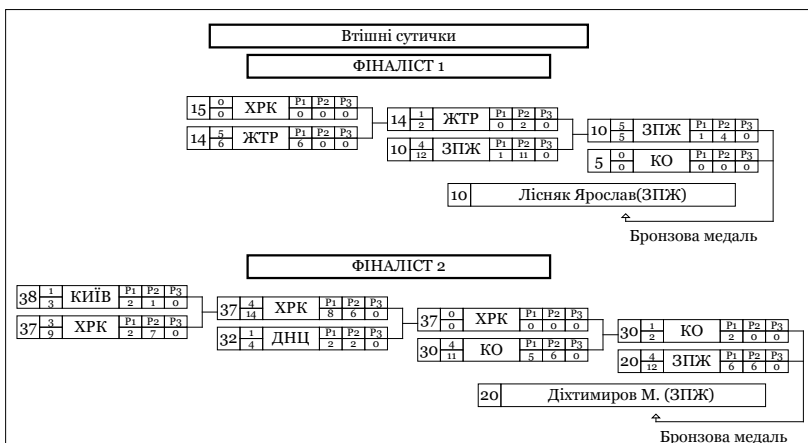 Втішні сутички
ФІНАЛІСТ 1
15 0 0 ХРК P1 P2 P3 0 0 0
14 5 6 ЖТР P1 P2 P3 6 0 0
14 1 2 ЖТР P1 P2 P3 0 2 0
10 4 12 ЗПЖ P1 P2 P3 1 11 0
10 5 5 ЗПЖ P1 P2 P3 1 4 0
5 0 0 КО P1 P2 P3 0 0 0
10 Лісняк Ярослав(ЗПЖ)
Бронзова медаль
ФІНАЛІСТ 2
38 1 3 КИЇВ P1 P2 P3 2 1 0
37 3 9 ХРК P1 P2 P3 2 7 0
37 4 14 ХРК P1 P2 P3 8 6 0
32 1 4 ДНЦ P1 P2 P3 2 2 0
37 0 0 ХРК P1 P2 P3 0 0 0
30 4 11 КО P1 P2 P3 5 6 0
30 1 2 КО P1 P2 P3 2 0 0
20 4 12 ЗПЖ P1 P2 P3 6 6 0
20 Діхтимиров М. (ЗПЖ)
Бронзова медаль